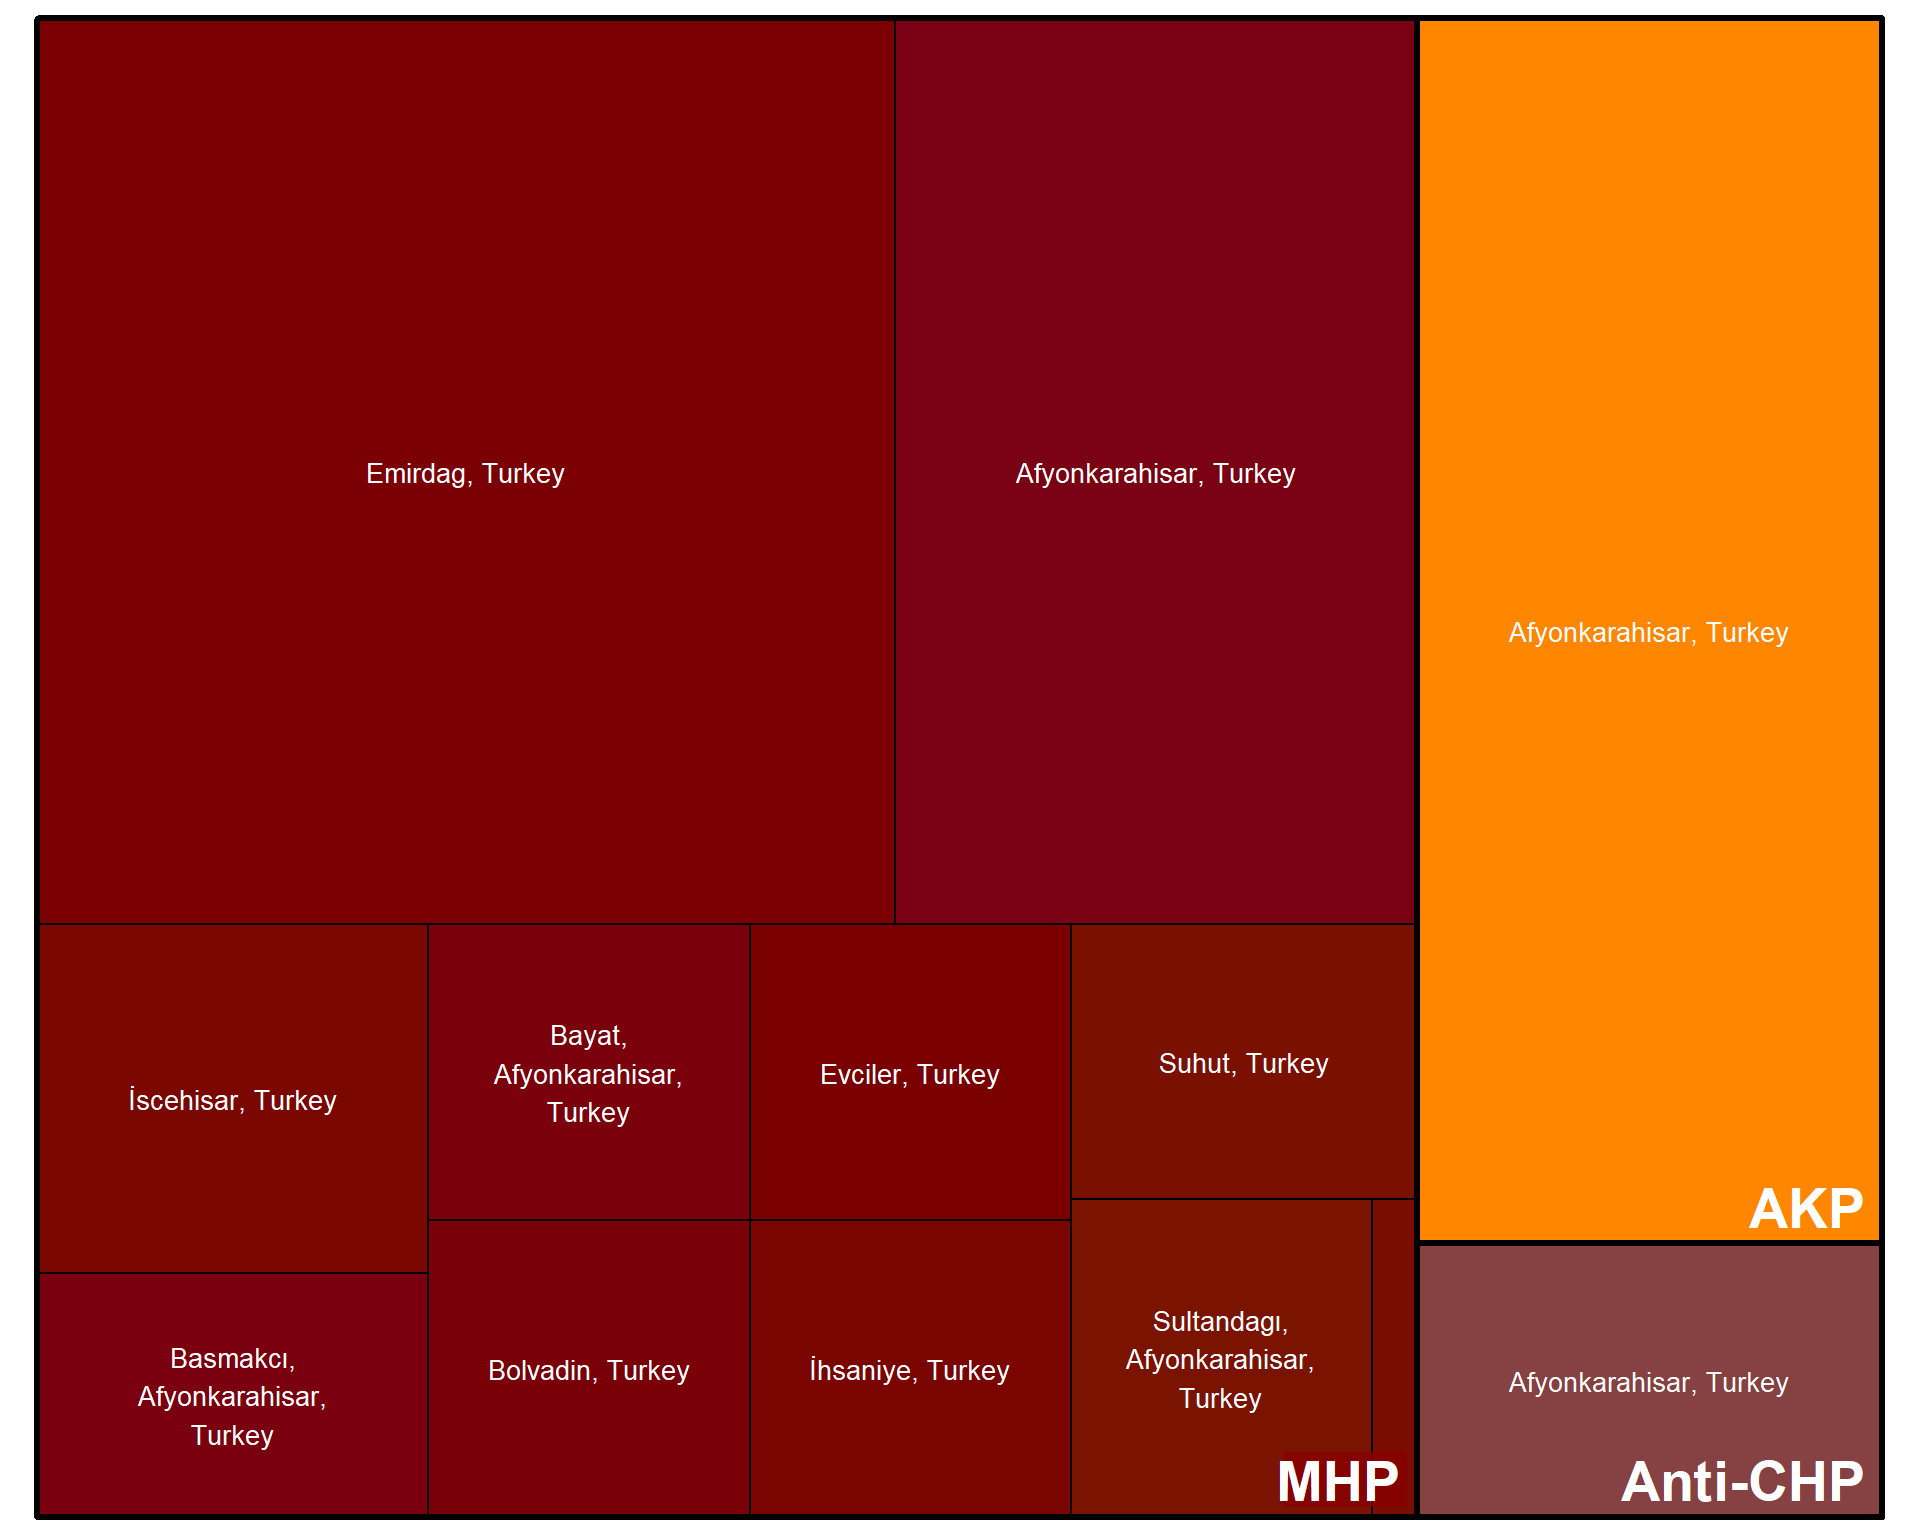 Emirdag, Turkey
Afyonkarahisar, Turkey
Afyonkarahisar, Turkey
AKP
İscehisar, Turkey
Bayat,
Afyonkarahisar,
Turkey
Evciler, Turkey
Suhut, Turkey
Basmakcı,
Afyonkarahisar,
Turkey
Bolvadin, Turkey
İhsaniye, Turkey
Sultandagı,
Afyonkarahisar,
Turkey
MHP
Afyonkarahisar, Turkey
Anti-CHP